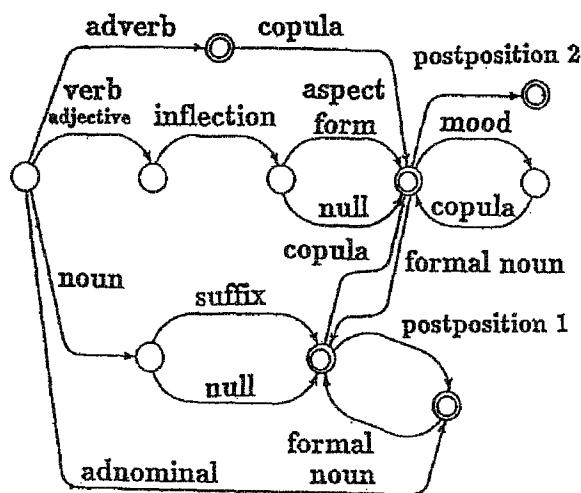 adverb
copula
postposition 2
verb
adjective
inflection
aspect
form
mood
null
copula
copula
formal noun
noun
suffix
postposition 1
null
formal
noun
adnominal